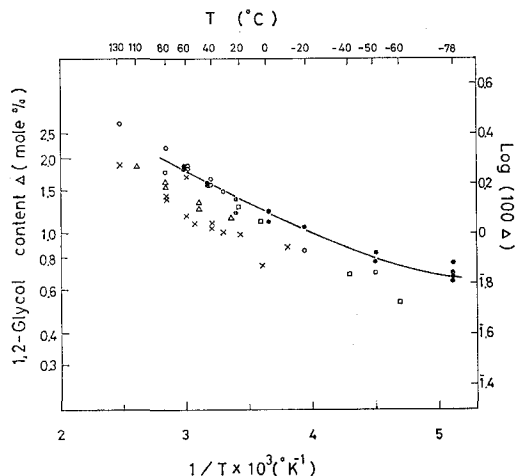 T (°C)
130 110 80 60 40 20 0 -20 -40 -50 -60 -78
1,2-Glycol content Δ (mole %)
2,5
2,0
1,5
1,0
0,8
0,6
0,4
0,3
0,6
0,4
0,2
0
1,8
1,6
1,4
Log (100 Δ)
2 3 4 5
1/T × 10³ (°K⁻¹)